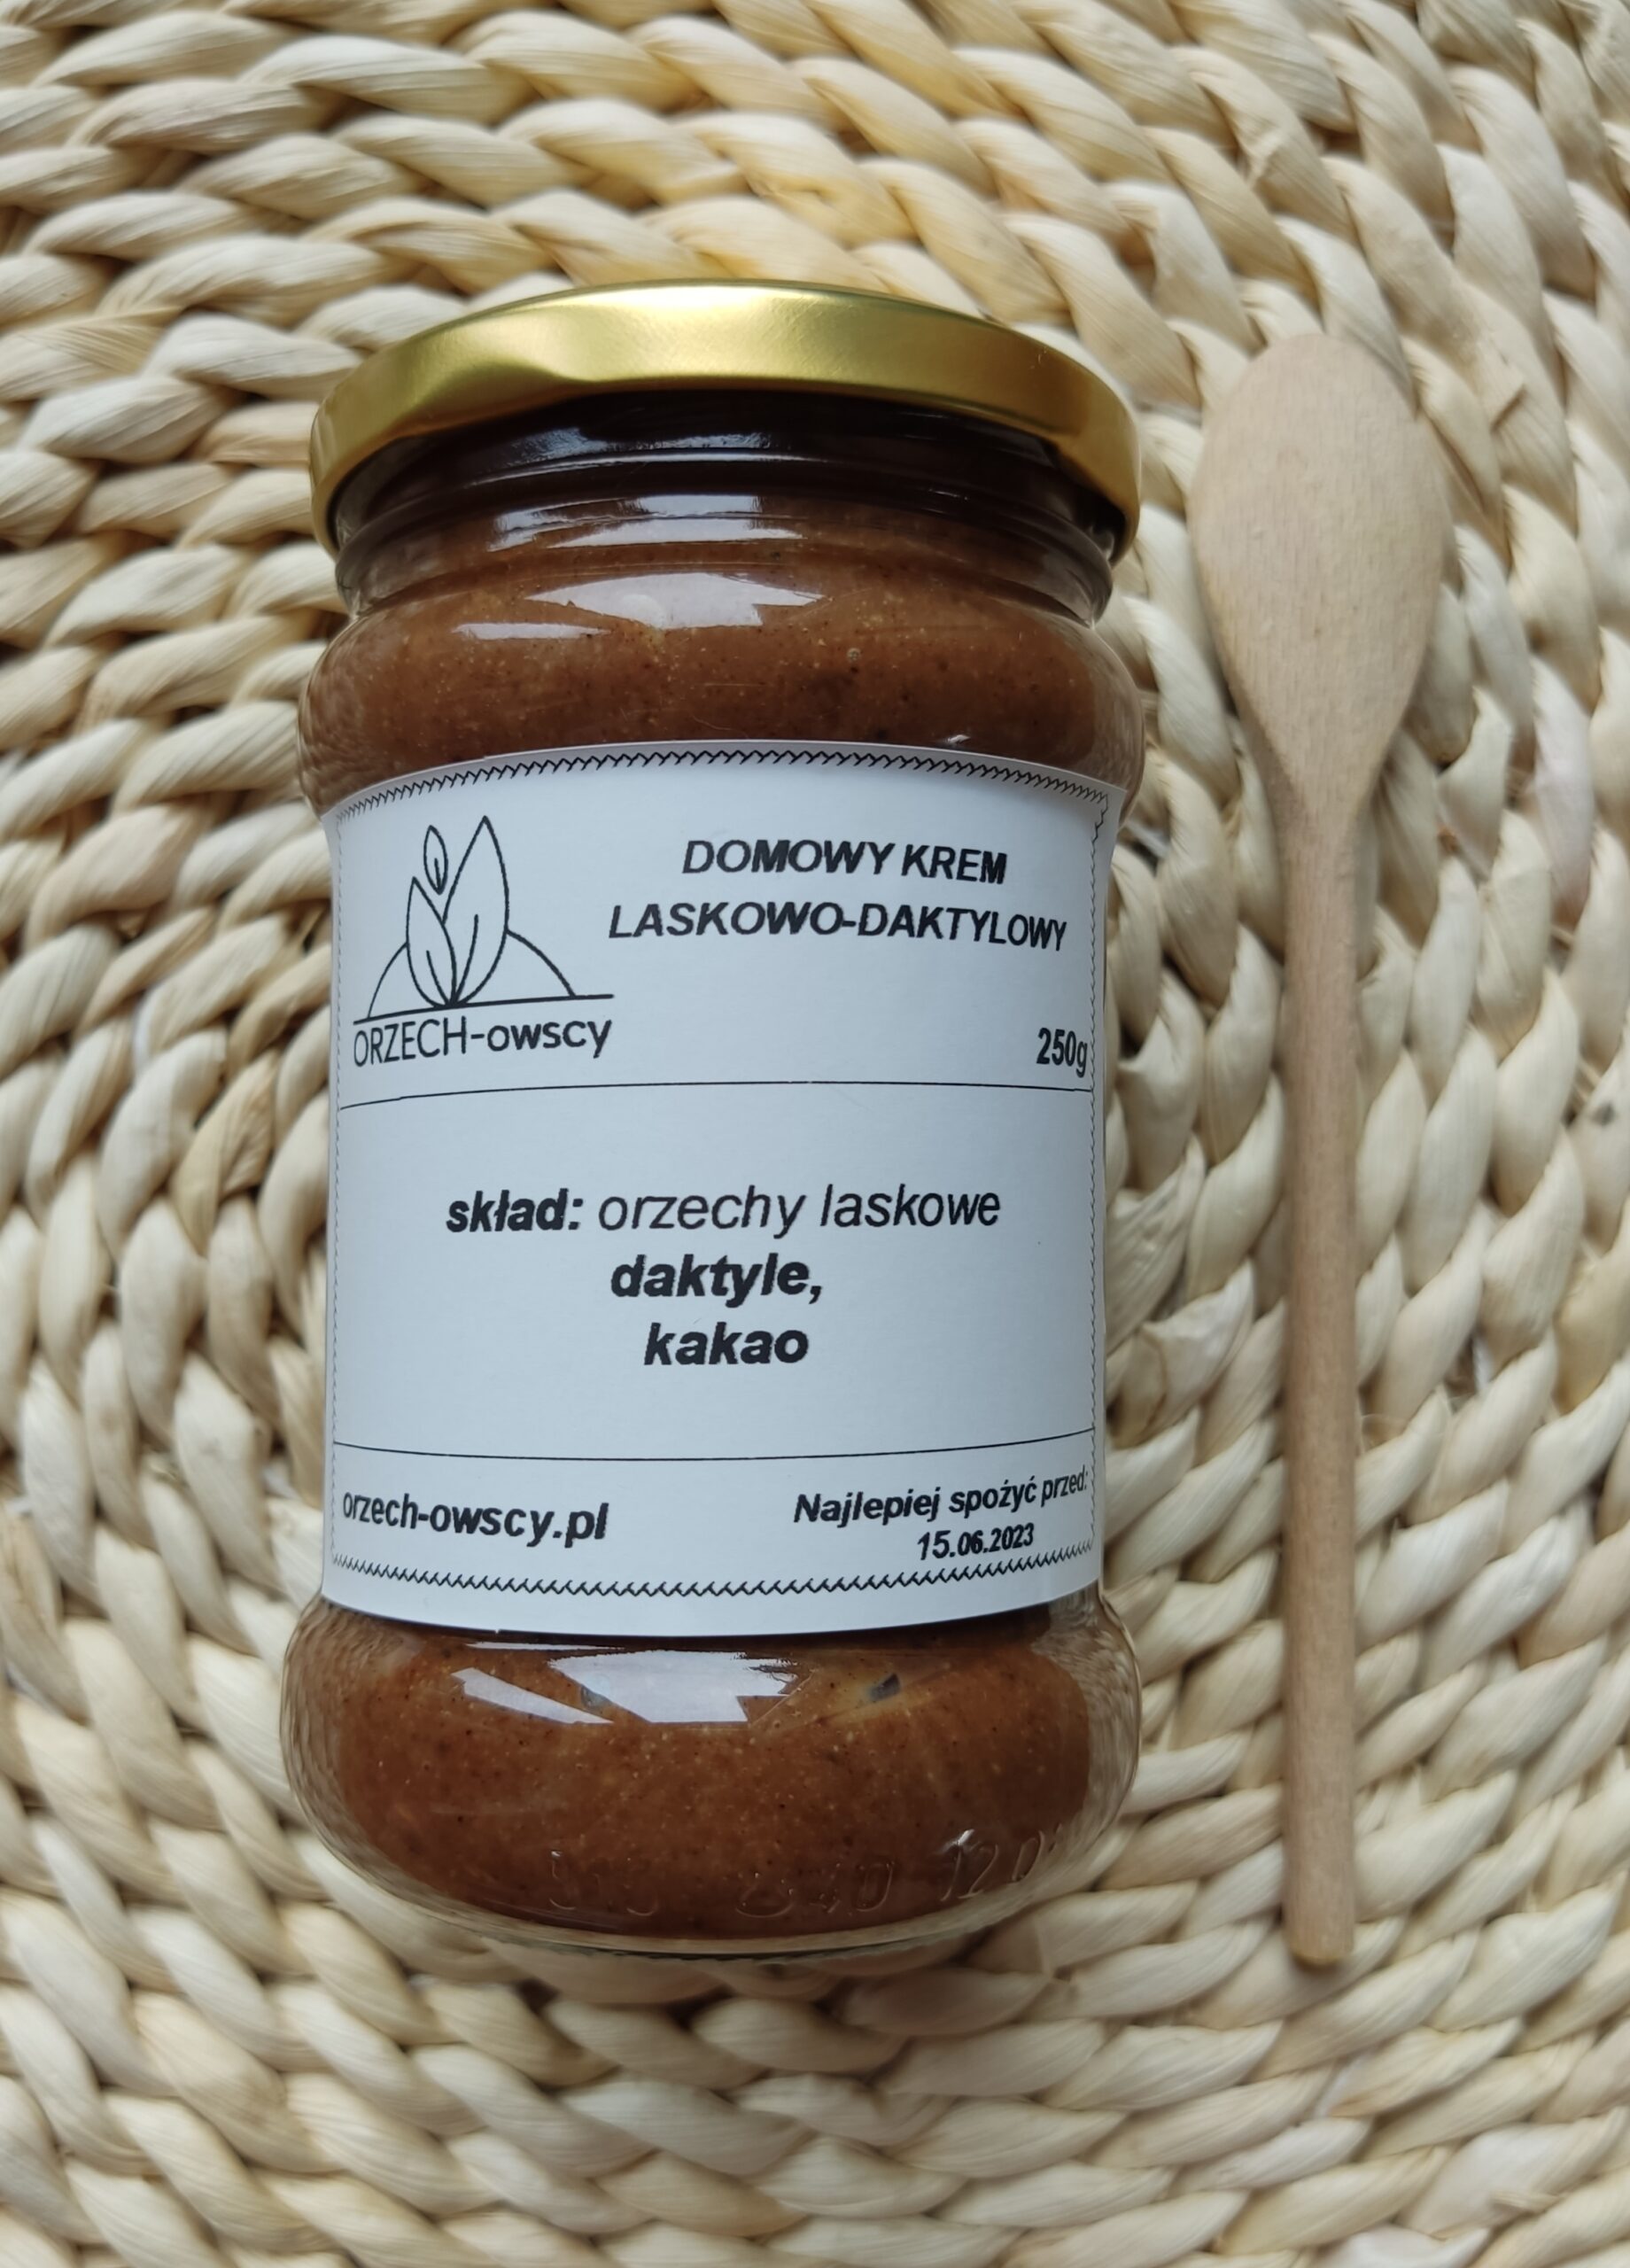 DOMOWY KREM
LASKOWO-DAKTYLOWY
ORZECH-owscy
250g
skład: orzechy laskowe
daktyle,
kakao
orzech-owscy.pl
Najlepiej spożyć przed:
15.06.2023